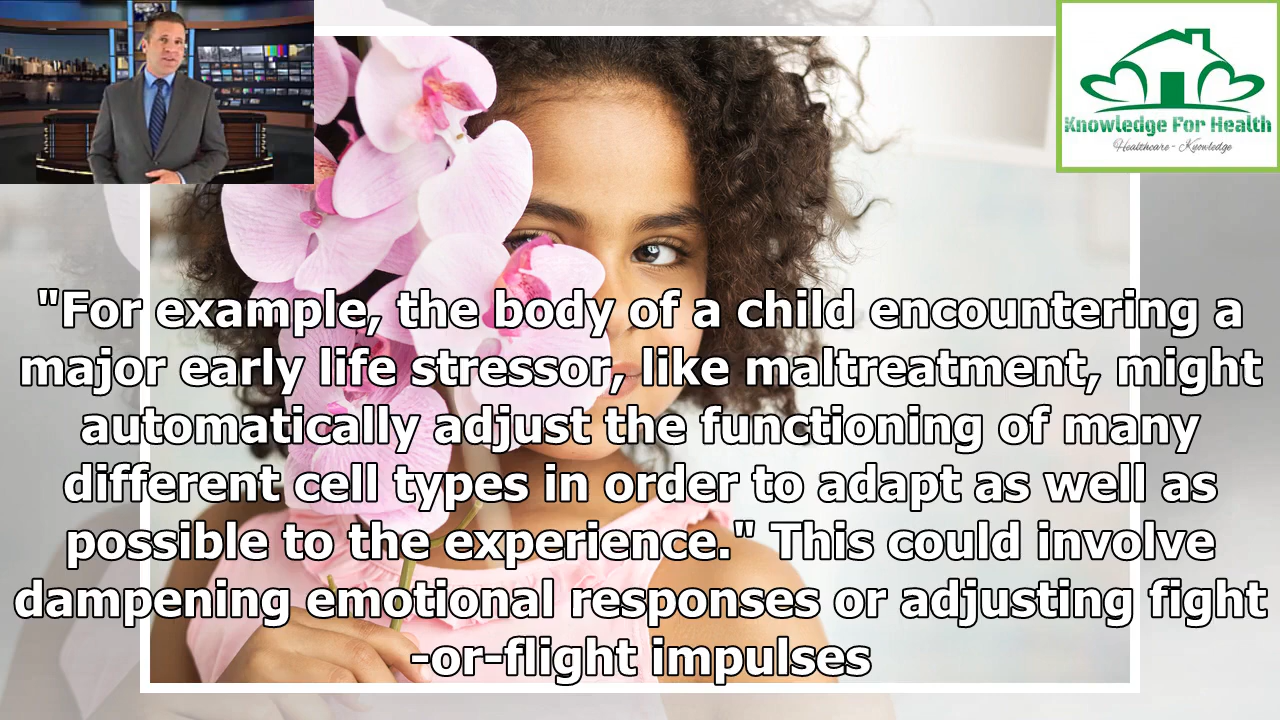 Knowledge For Health
Healthcare - Knowledge
"For example, the body of a child encountering a
major early life stressor, like maltreatment, might
automatically adjust the functioning of many
different cell types in order to adapt as well as
possible to the experience." This could involve
dampening emotional responses or adjusting fight
-or-flight impulses